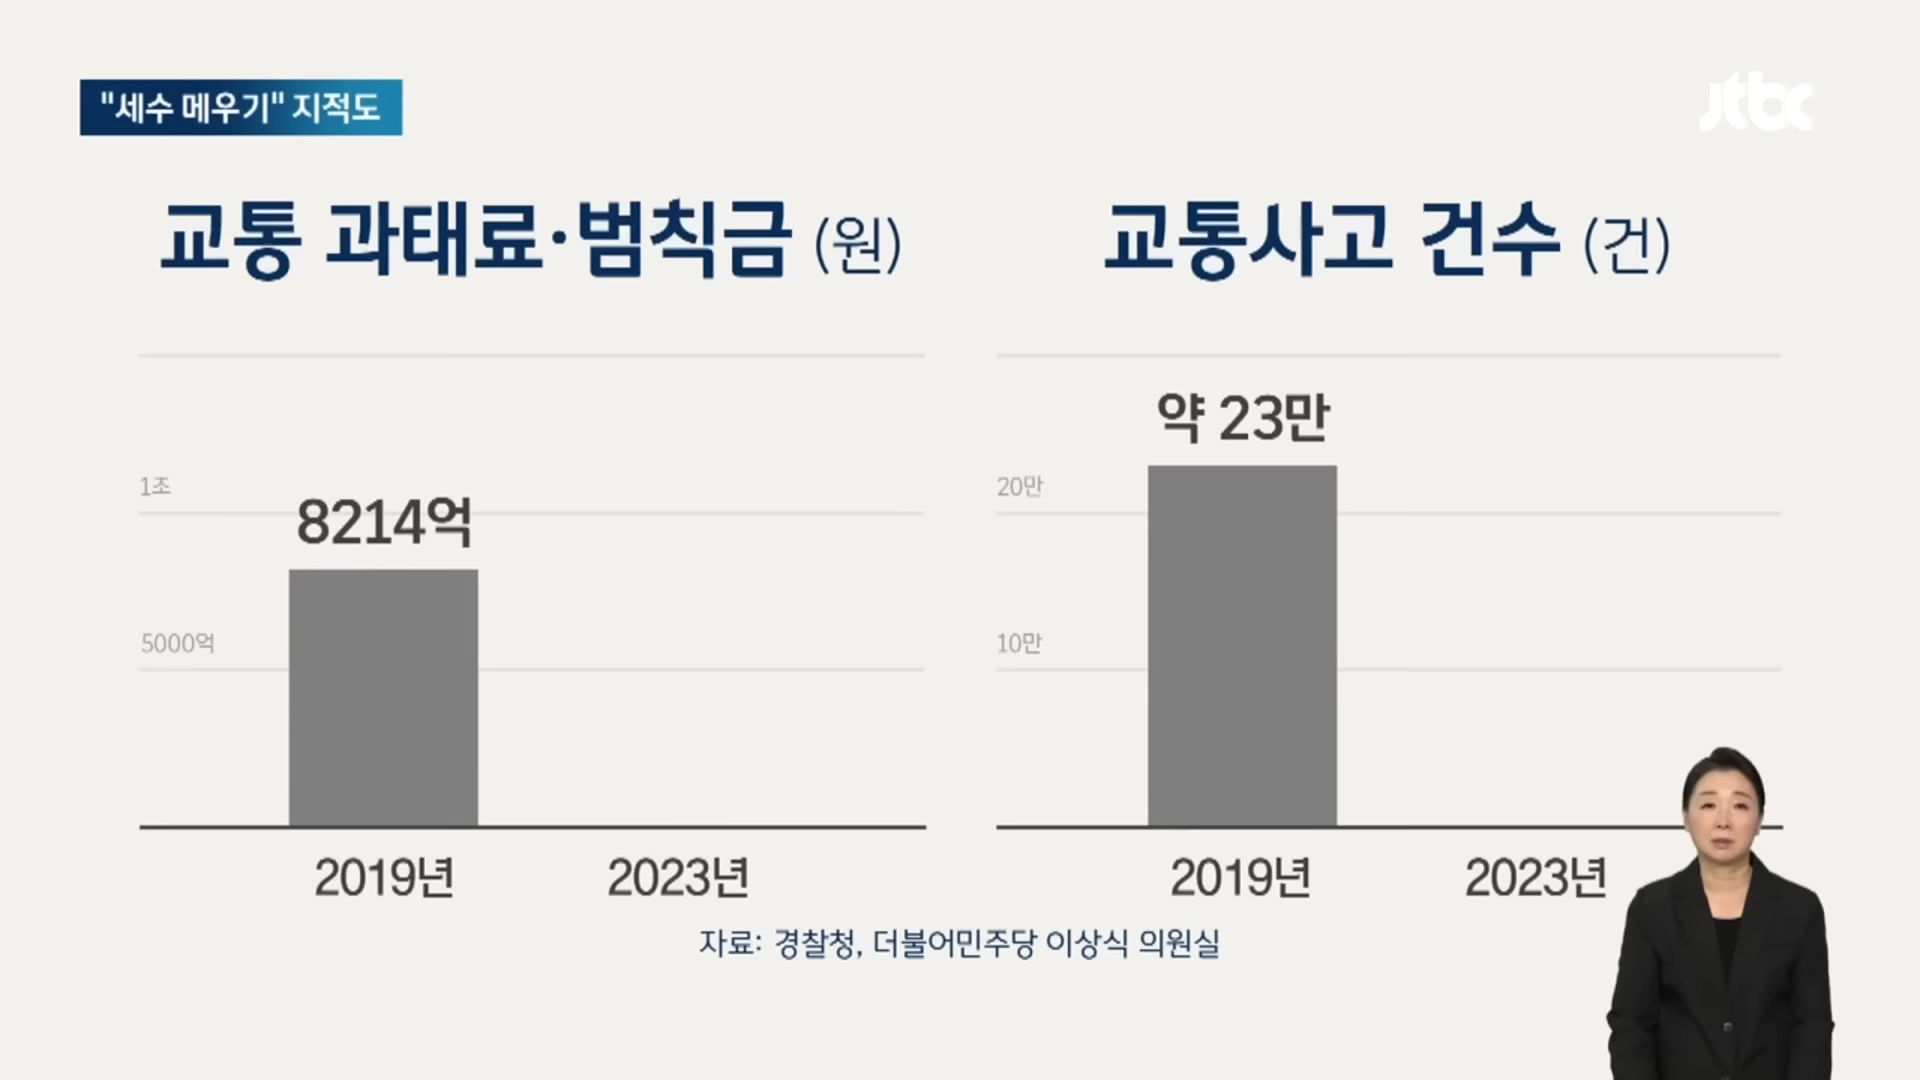 "세수 메우기" 지적도
jtbc
교통 과태료·범칙금 (원)
1조
8214억
5000억
2019년
2023년
교통사고 건수 (건)
약 23만
20만
10만
2019년
2023년
자료: 경찰청, 더불어민주당 이상식 의원실